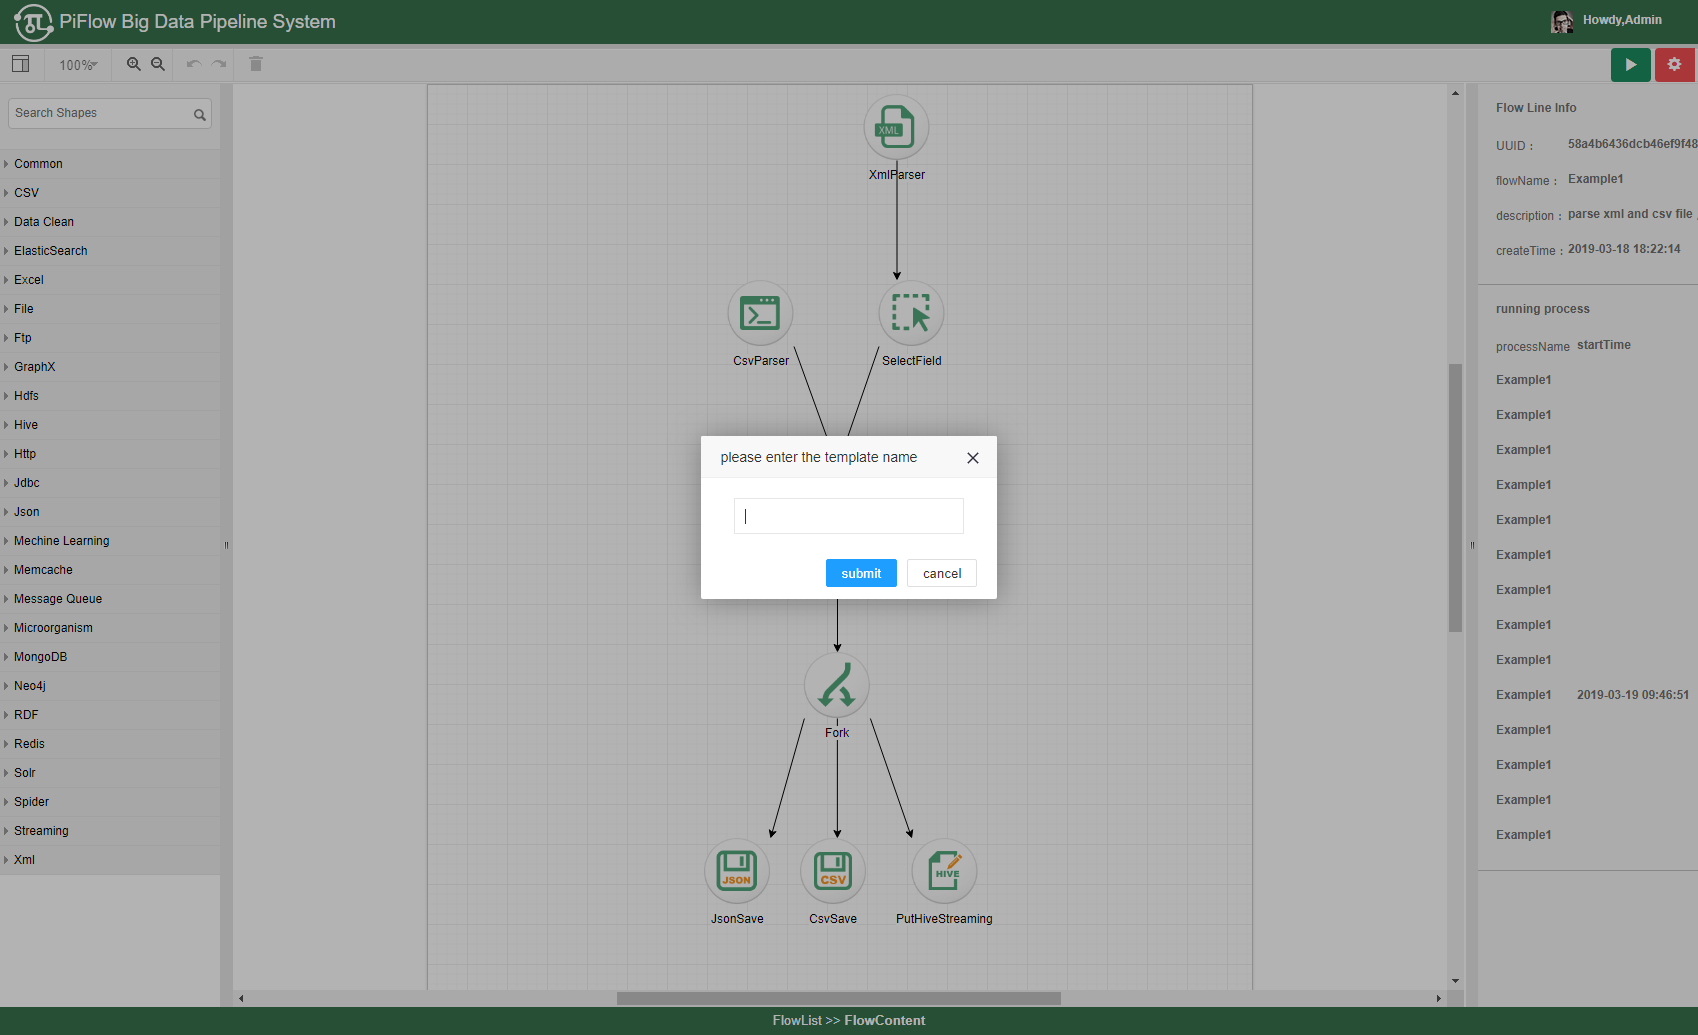 PiFlow Big Data Pipeline System
Howdy,Admin
100%
Search Shapes
Common
CSV
Data Clean
ElasticSearch
Excel
File
Ftp
GraphX
Hdfs
Hive
Http
Jdbc
Json
Mechine Learning
Memcache
Message Queue
Microorganism
MongoDB
Neo4j
RDF
Redis
Solr
Spider
Streaming
Xml
XML
XmlParser
CsvParser
SelectField
please enter the template name
submit cancel
Fork
JSON
CSV
HIVE
JsonSave
CsvSave
PutHiveStreaming
Flow Line Info
UUID : 58a4b6436dcb46ef9f48
flowName : Example1
description : parse xml and csv file ,
createTime : 2019-03-18 18:22:14
running process
processName startTime
Example1
Example1
Example1
Example1
Example1
Example1
Example1
Example1
Example1
Example1 2019-03-19 09:46:51
Example1
Example1
Example1
Example1
FlowList >> FlowContent